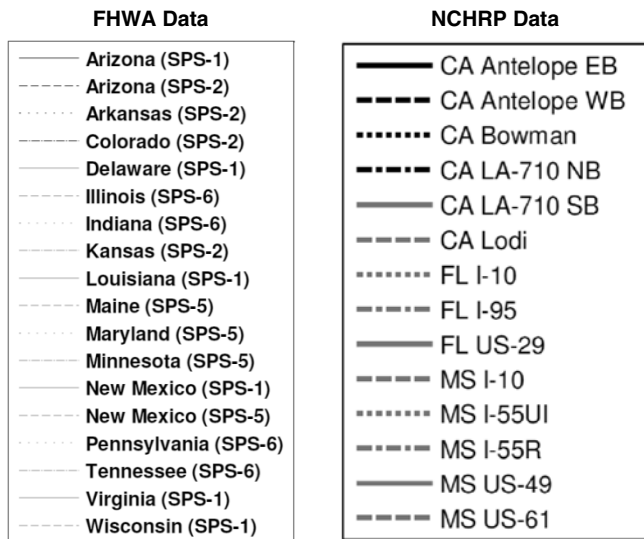 FHWA Data
Arizona (SPS-1)
Arizona (SPS-2)
Arkansas (SPS-2)
Colorado (SPS-2)
Delaware (SPS-1)
Illinois (SPS-6)
Indiana (SPS-6)
Kansas (SPS-2)
Louisiana (SPS-1)
Maine (SPS-5)
Maryland (SPS-5)
Minnesota (SPS-5)
New Mexico (SPS-1)
New Mexico (SPS-5)
Pennsylvania (SPS-6)
Tennessee (SPS-6)
Virginia (SPS-1)
Wisconsin (SPS-1)
NCHRP Data
CA Antelope EB
CA Antelope WB
CA Bowman
CA LA-710 NB
CA LA-710 SB
CA Lodi
FL I-10
FL I-95
FL US-29
MS I-10
MS I-55UI
MS I-55R
MS US-49
MS US-61